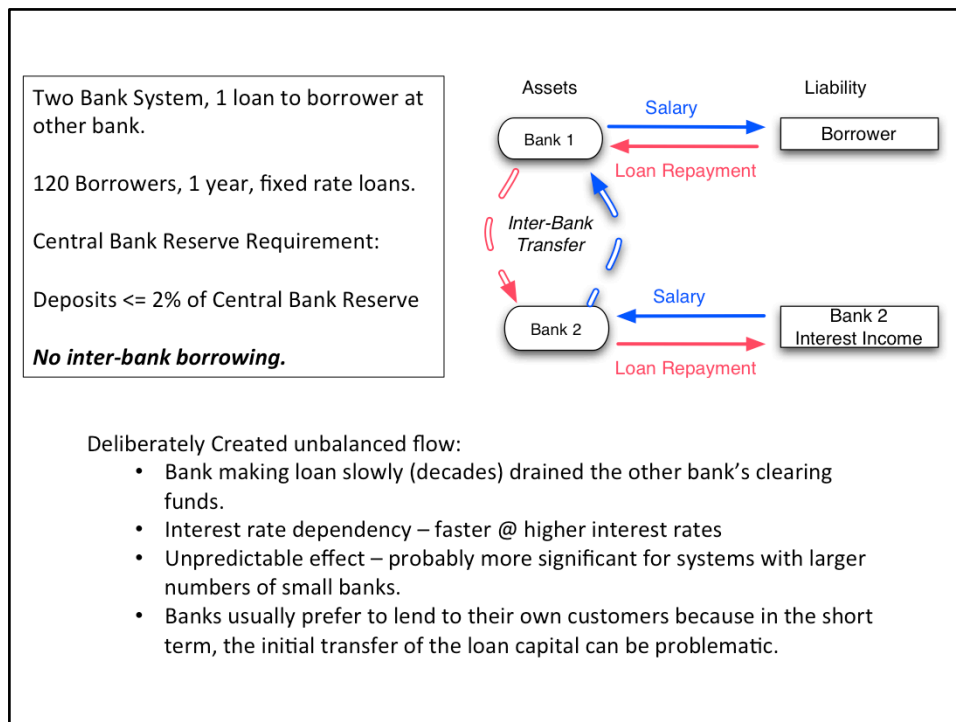 Two Bank System, 1 loan to borrower at
other bank.
120 Borrowers, 1 year, fixed rate loans.
Central Bank Reserve Requirement:
Deposits <= 2% of Central Bank Reserve
No inter-bank borrowing.
Assets
Liability
Salary
Bank 1
Borrower
Loan Repayment
Inter-Bank
Transfer
Salary
Bank 2
Bank 2
Interest Income
Loan Repayment
Deliberately Created unbalanced flow:
• Bank making loan slowly (decades) drained the other bank's clearing
funds.
• Interest rate dependency – faster @ higher interest rates
• Unpredictable effect – probably more significant for systems with larger
numbers of small banks.
• Banks usually prefer to lend to their own customers because in the short
term, the initial transfer of the loan capital can be problematic.